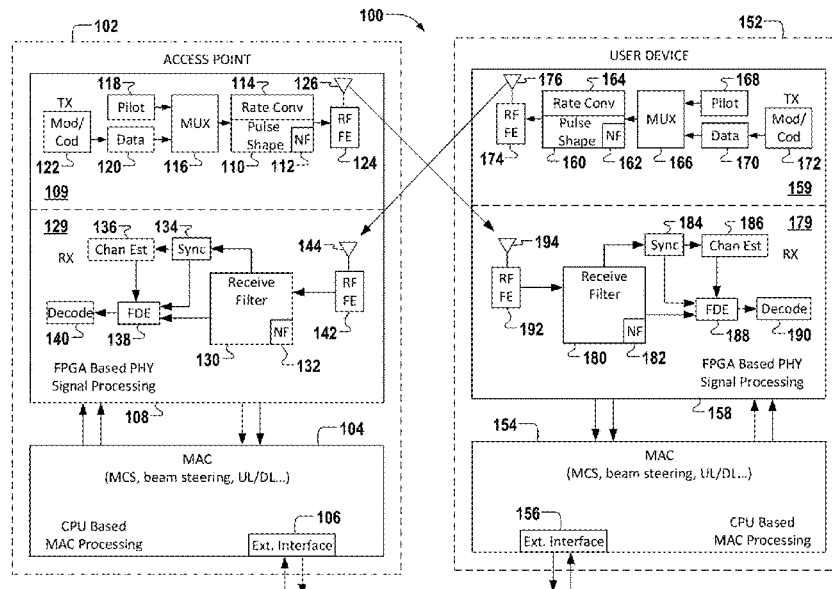 100
102
ACCESS POINT
118
114
126
TX
Mod/
Cod
Pilot
Data
MUX
Rate Conv
Pulse
Shape
NF
RF
FE
122
120
116
110
112
124
109
129
136
134
144
RX
Chan Est
Sync
Receive
Filter
NF
RF
FE
Decode
FDE
140
138
130
132
142
FPGA Based PHY
Signal Processing
108
104
MAC
(MCS, beam steering, UL/DL...)
CPU Based
MAC Processing
106
Ext. Interface
152
USER DEVICE
176
164
168
TX
RF
FE
Rate Conv
Pulse
Shape
NF
MUX
Pilot
Data
Mod/
Cod
174
160
162
166
170
172
159
179
194
184
186
RX
RF
FE
Receive
Filter
NF
Sync
Chan Est
FDE
Decode
192
180
182
188
190
FPGA Based PHY
Signal Processing
158
154
MAC
(MCS, beam steering, UL/DL...)
156
Ext. Interface
CPU Based
MAC Processing